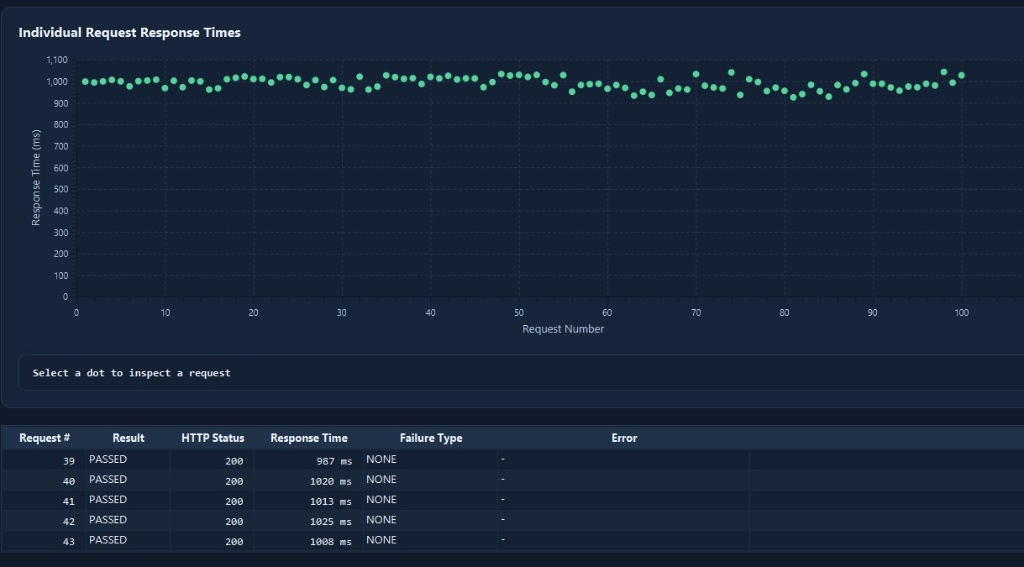 Individual Request Response Times
Response Time (ms)
1,100
1,000
900
800
700
600
500
400
300
200
100
0
0 10 20 30 40 50 60 70 80 90 100
Request Number
Select a dot to inspect a request
Request # Result HTTP Status Response Time Failure Type Error
39 PASSED 200 987 ms NONE -
40 PASSED 200 1020 ms NONE -
41 PASSED 200 1013 ms NONE -
42 PASSED 200 1025 ms NONE -
43 PASSED 200 1008 ms NONE -